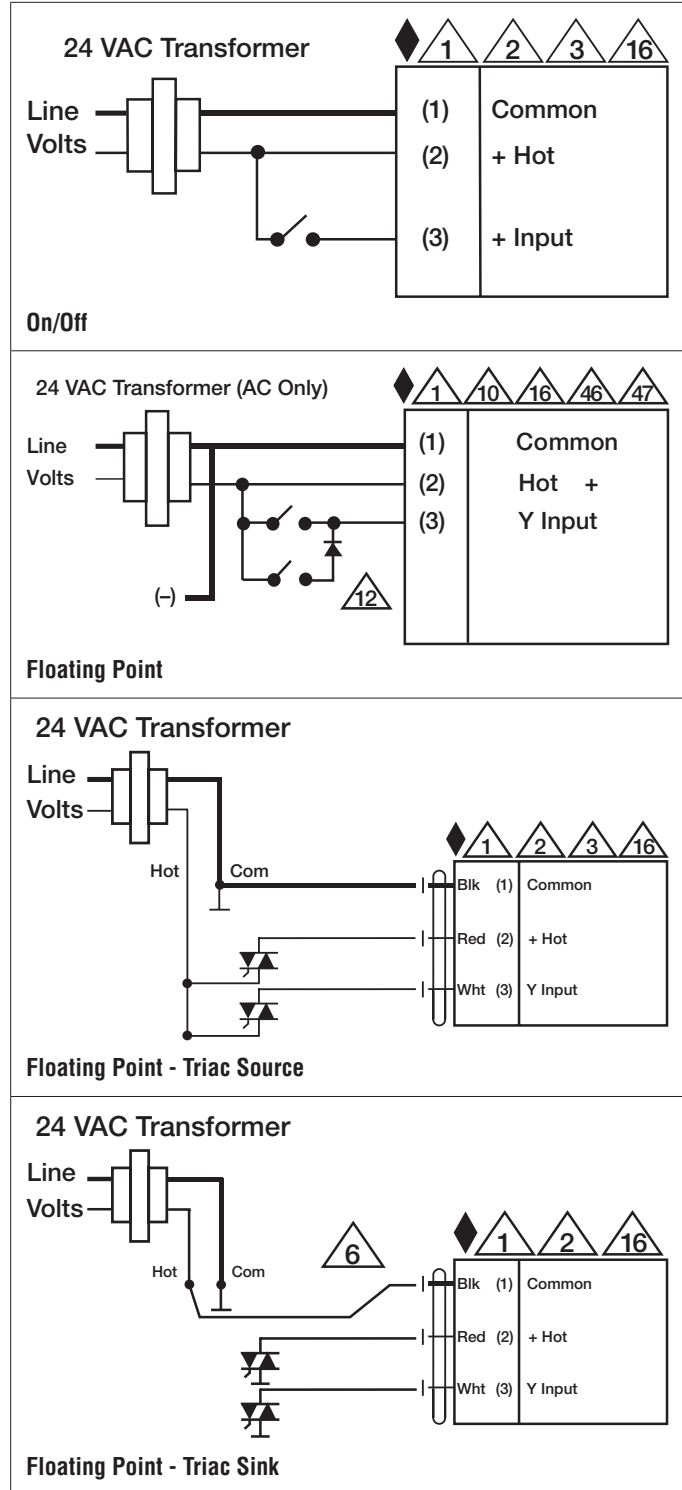 24 VAC Transformer
1 2 3 16
Line
Volts
(1) Common
(2) + Hot
(3) + Input
On/Off
24 VAC Transformer (AC Only)
1 10 16 46 47
Line
Volts
(1) Common
(2) Hot +
(3) Y Input
(–)
12
Floating Point
24 VAC Transformer
Line
Volts
1 2 3 16
Hot Com
Blk (1) Common
Red (2) + Hot
Wht (3) Y Input
Floating Point - Triac Source
24 VAC Transformer
Line
Volts
6
1 2 16
Hot Com
Blk (1) Common
Red (2) + Hot
Wht (3) Y Input
Floating Point - Triac Sink